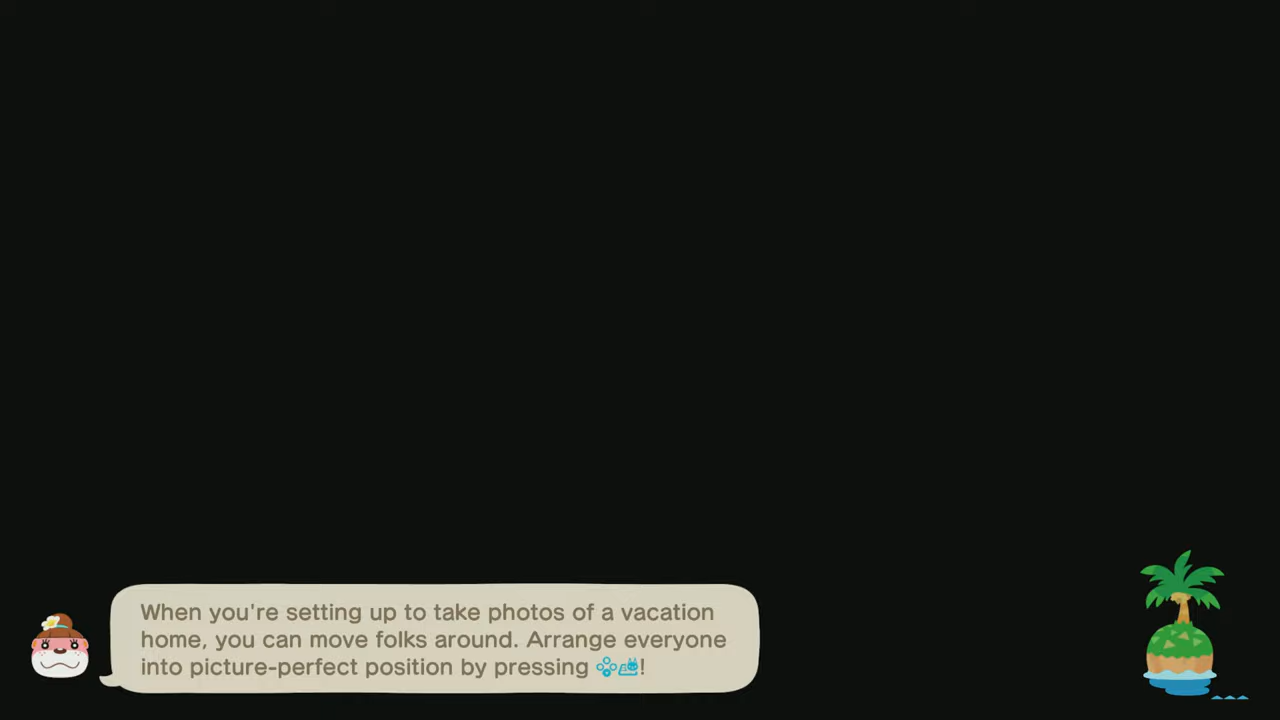 When you're setting up to take photos of a vacation
home, you can move folks around. Arrange everyone
into picture-perfect position by pressing !